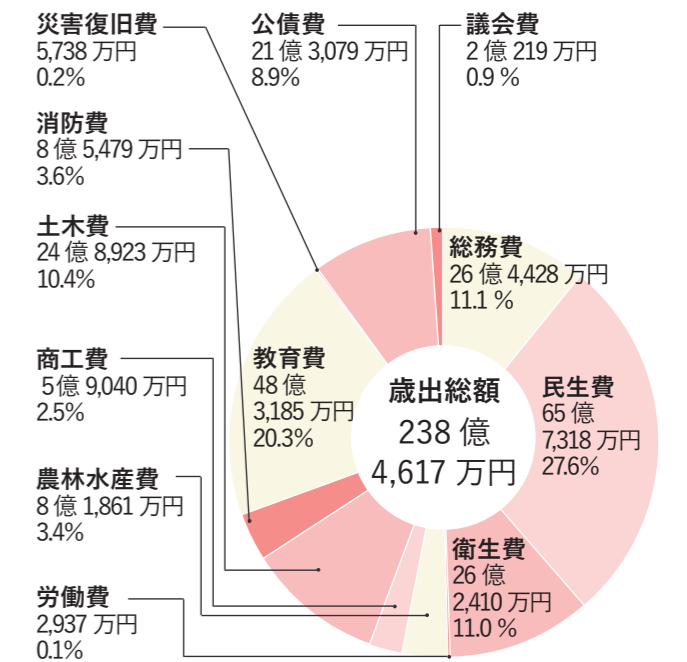 災害復旧費
5,738 万円
0.2%
公債費
21 億 3,079 万円
8.9%
議会費
2 億 219 万円
0.9 %
消防費
8 億 5,479 万円
3.6%
土木費
24 億 8,923 万円
10.4%
商工費
5億 9,040 万円
2.5%
農林水産費
8 億 1,861 万円
3.4%
労働費
2,937 万円
0.1%
総務費
26 億 4,428 万円
11.1 %
教育費
48 億
3,185 万円
20.3%
歳出総額
238 億
4,617 万円
民生費
65 億
7,318 万円
27.6%
衛生費
26 億
2,410 万円
11.0 %